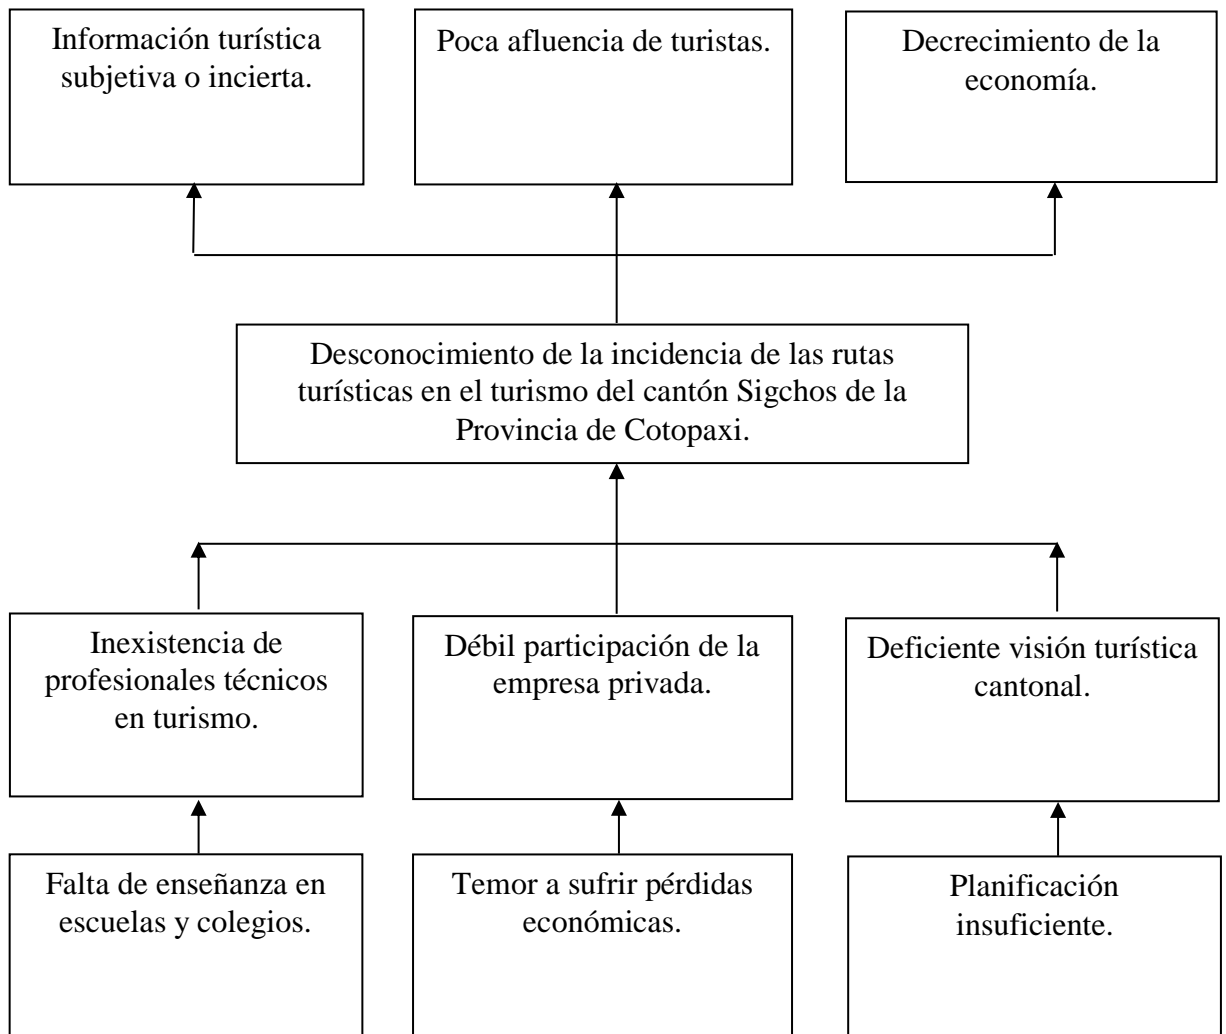 Información turística
subjetiva o incierta.
Poca afluencia de turistas.
Decrecimiento de la
economía.
Desconocimiento de la incidencia de las rutas
turísticas en el turismo del cantón Sigchos de la
Provincia de Cotopaxi.
Inexistencia de
profesionales técnicos
en turismo.
Débil participación de la
empresa privada.
Deficiente visión turística
cantonal.
Falta de enseñanza en
escuelas y colegios.
Temor a sufrir pérdidas
económicas.
Planificación
insuficiente.